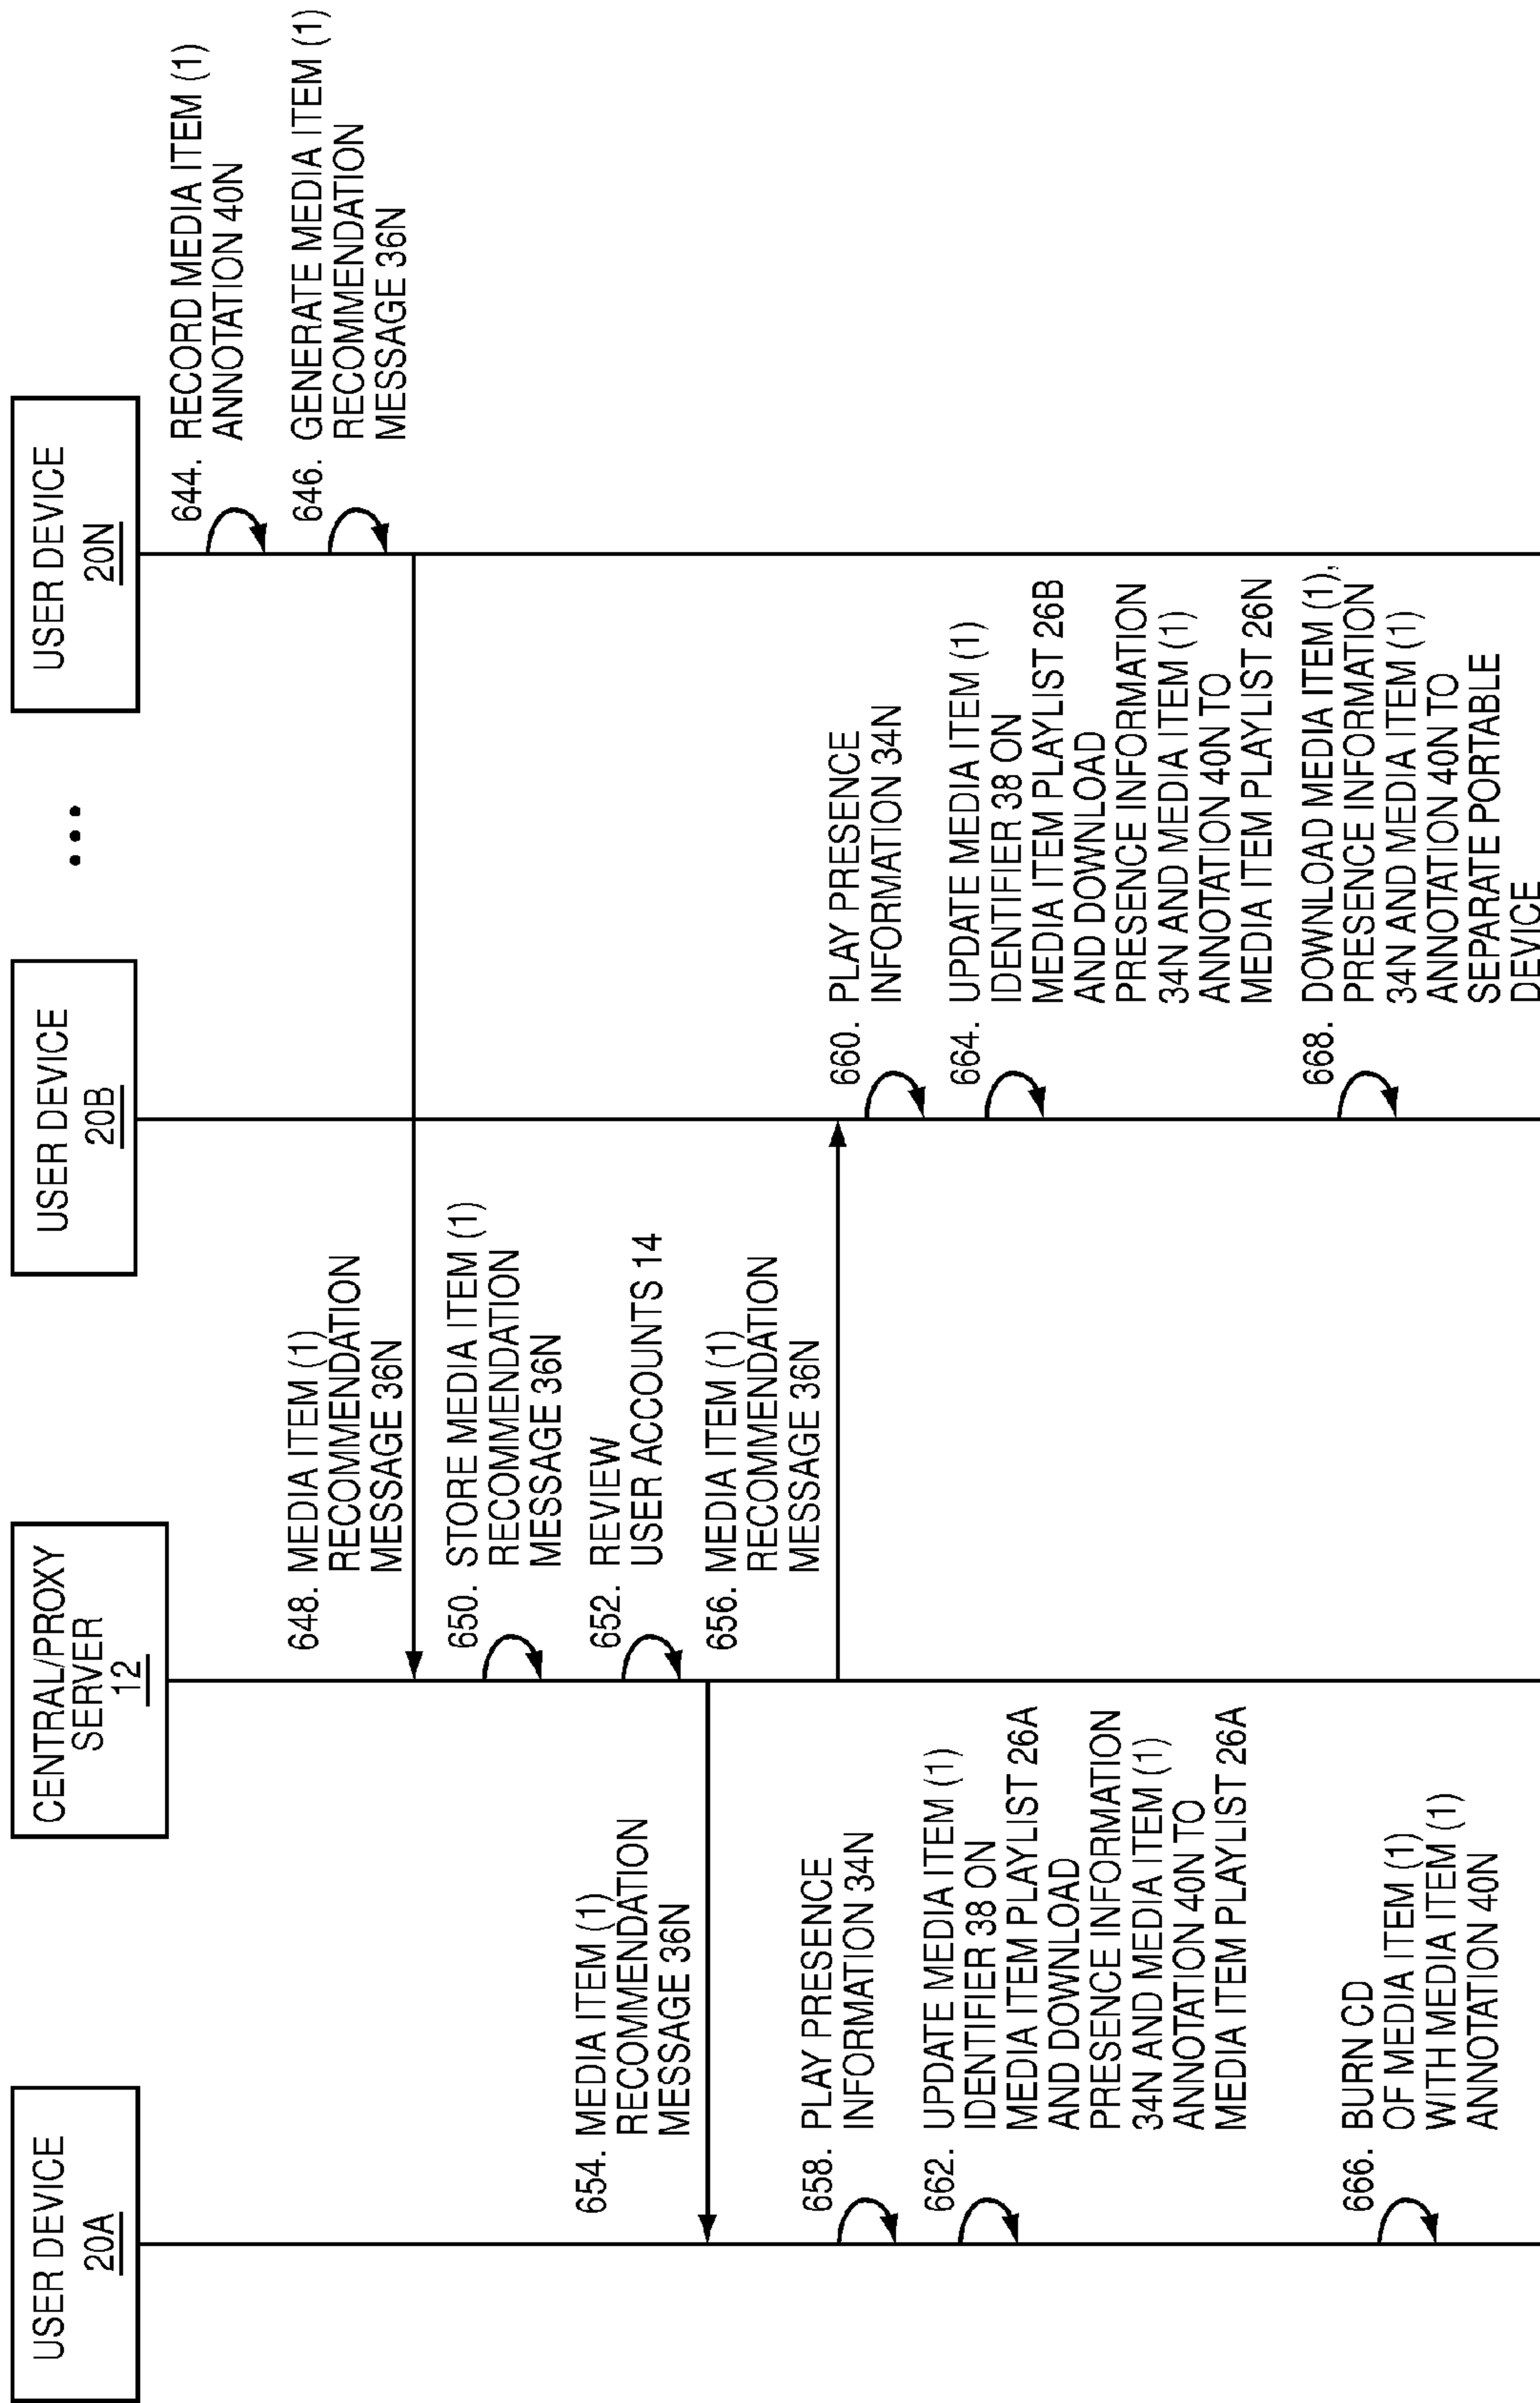 USER DEVICE
20A
CENTRAL/PROXY
SERVER
12
USER DEVICE
20B
...
USER DEVICE
20N
644. RECORD MEDIA ITEM (1)
ANNOTATION 40N
646. GENERATE MEDIA ITEM (1)
RECOMMENDATION
MESSAGE 36N
648. MEDIA ITEM (1)
RECOMMENDATION
MESSAGE 36N
650. STORE MEDIA ITEM (1)
RECOMMENDATION
MESSAGE 36N
652. REVIEW
USER ACCOUNTS 14
654. MEDIA ITEM (1)
RECOMMENDATION
MESSAGE 36N
656. MEDIA ITEM (1)
RECOMMENDATION
MESSAGE 36N
658. PLAY PRESENCE
INFORMATION 34N
660. PLAY PRESENCE
INFORMATION 34N
662. UPDATE MEDIA ITEM (1)
IDENTIFIER 38 ON
MEDIA ITEM PLAYLIST 26A
AND DOWNLOAD
PRESENCE INFORMATION
34N AND MEDIA ITEM (1)
ANNOTATION 40N TO
MEDIA ITEM PLAYLIST 26A
664. UPDATE MEDIA ITEM (1)
IDENTIFIER 38 ON
MEDIA ITEM PLAYLIST 26B
AND DOWNLOAD
PRESENCE INFORMATION
34N AND MEDIA ITEM (1)
ANNOTATION 40N TO
MEDIA ITEM PLAYLIST 26N
666. BURN CD
OF MEDIA ITEM (1)
WITH MEDIA ITEM (1)
ANNOTATION 40N
668. DOWNLOAD MEDIA ITEM (1),
PRESENCE INFORMATION
34N AND MEDIA ITEM (1)
ANNOTATION 40N TO
SEPARATE PORTABLE
DEVICE